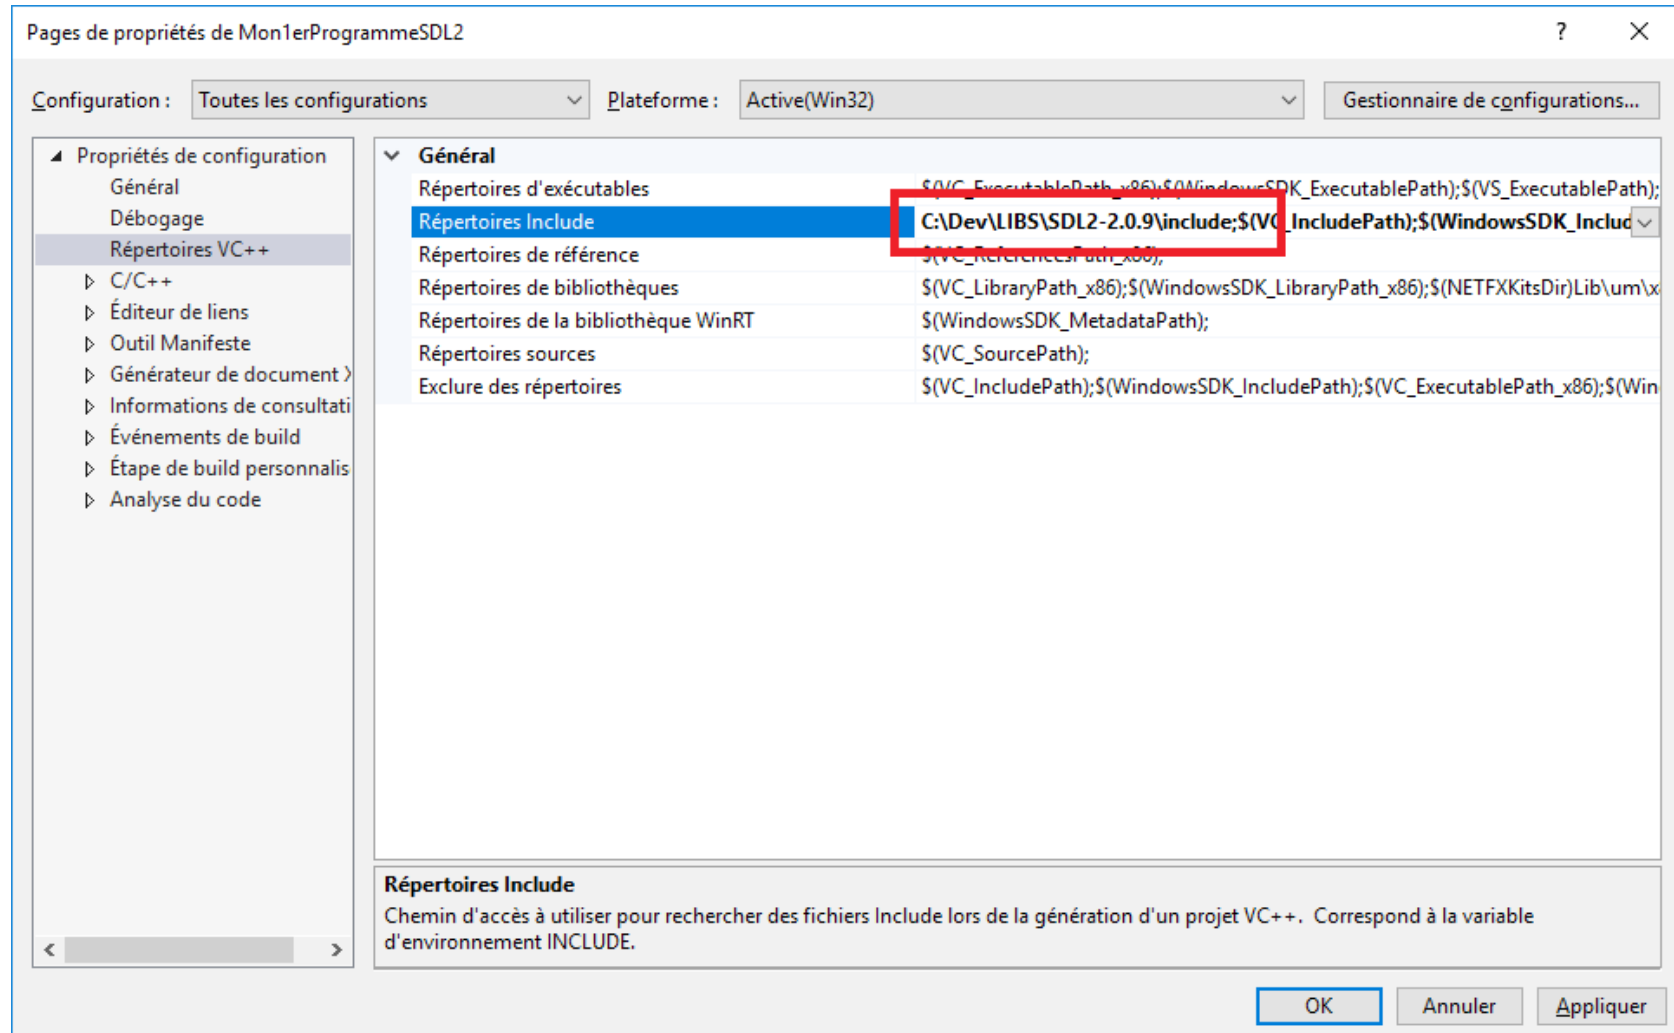 Pages de propriétés de Mon1erProgrammeSDL2 ?
Configuration : Toutes les configurations Plateforme : Active(Win32) Gestionnaire de configurations...
Propriétés de configuration
Général
Débogage
Répertoires VC++
C/C++
Éditeur de liens
Outil Manifeste
Générateur de document
Informations de consultati
Événements de build
Étape de build personnalis
Analyse du code
Général
Répertoires d'exécutables $(VC_ExecutablePath_x86);$(WindowsSDK_ExecutablePath);$(VS_ExecutablePath);
Répertoires Include C:\Dev\LIBS\SDL2-2.0.9\include;$(VC_IncludePath);$(WindowsSDK_Includ
Répertoires de référence $(VC_ReferencesPath_x86);
Répertoires de bibliothèques $(VC_LibraryPath_x86);$(WindowsSDK_LibraryPath_x86);$(NETFXKitsDir)Lib\um\x
Répertoires de la bibliothèque WinRT $(WindowsSDK_MetadataPath);
Répertoires sources $(VC_SourcePath);
Exclure des répertoires $(VC_IncludePath);$(WindowsSDK_IncludePath);$(VC_ExecutablePath_x86);$(Win
Répertoires Include
Chemin d'accès à utiliser pour rechercher des fichiers Include lors de la génération d'un projet VC++. Correspond à la variable
d'environnement INCLUDE.
OK Annuler Appliquer